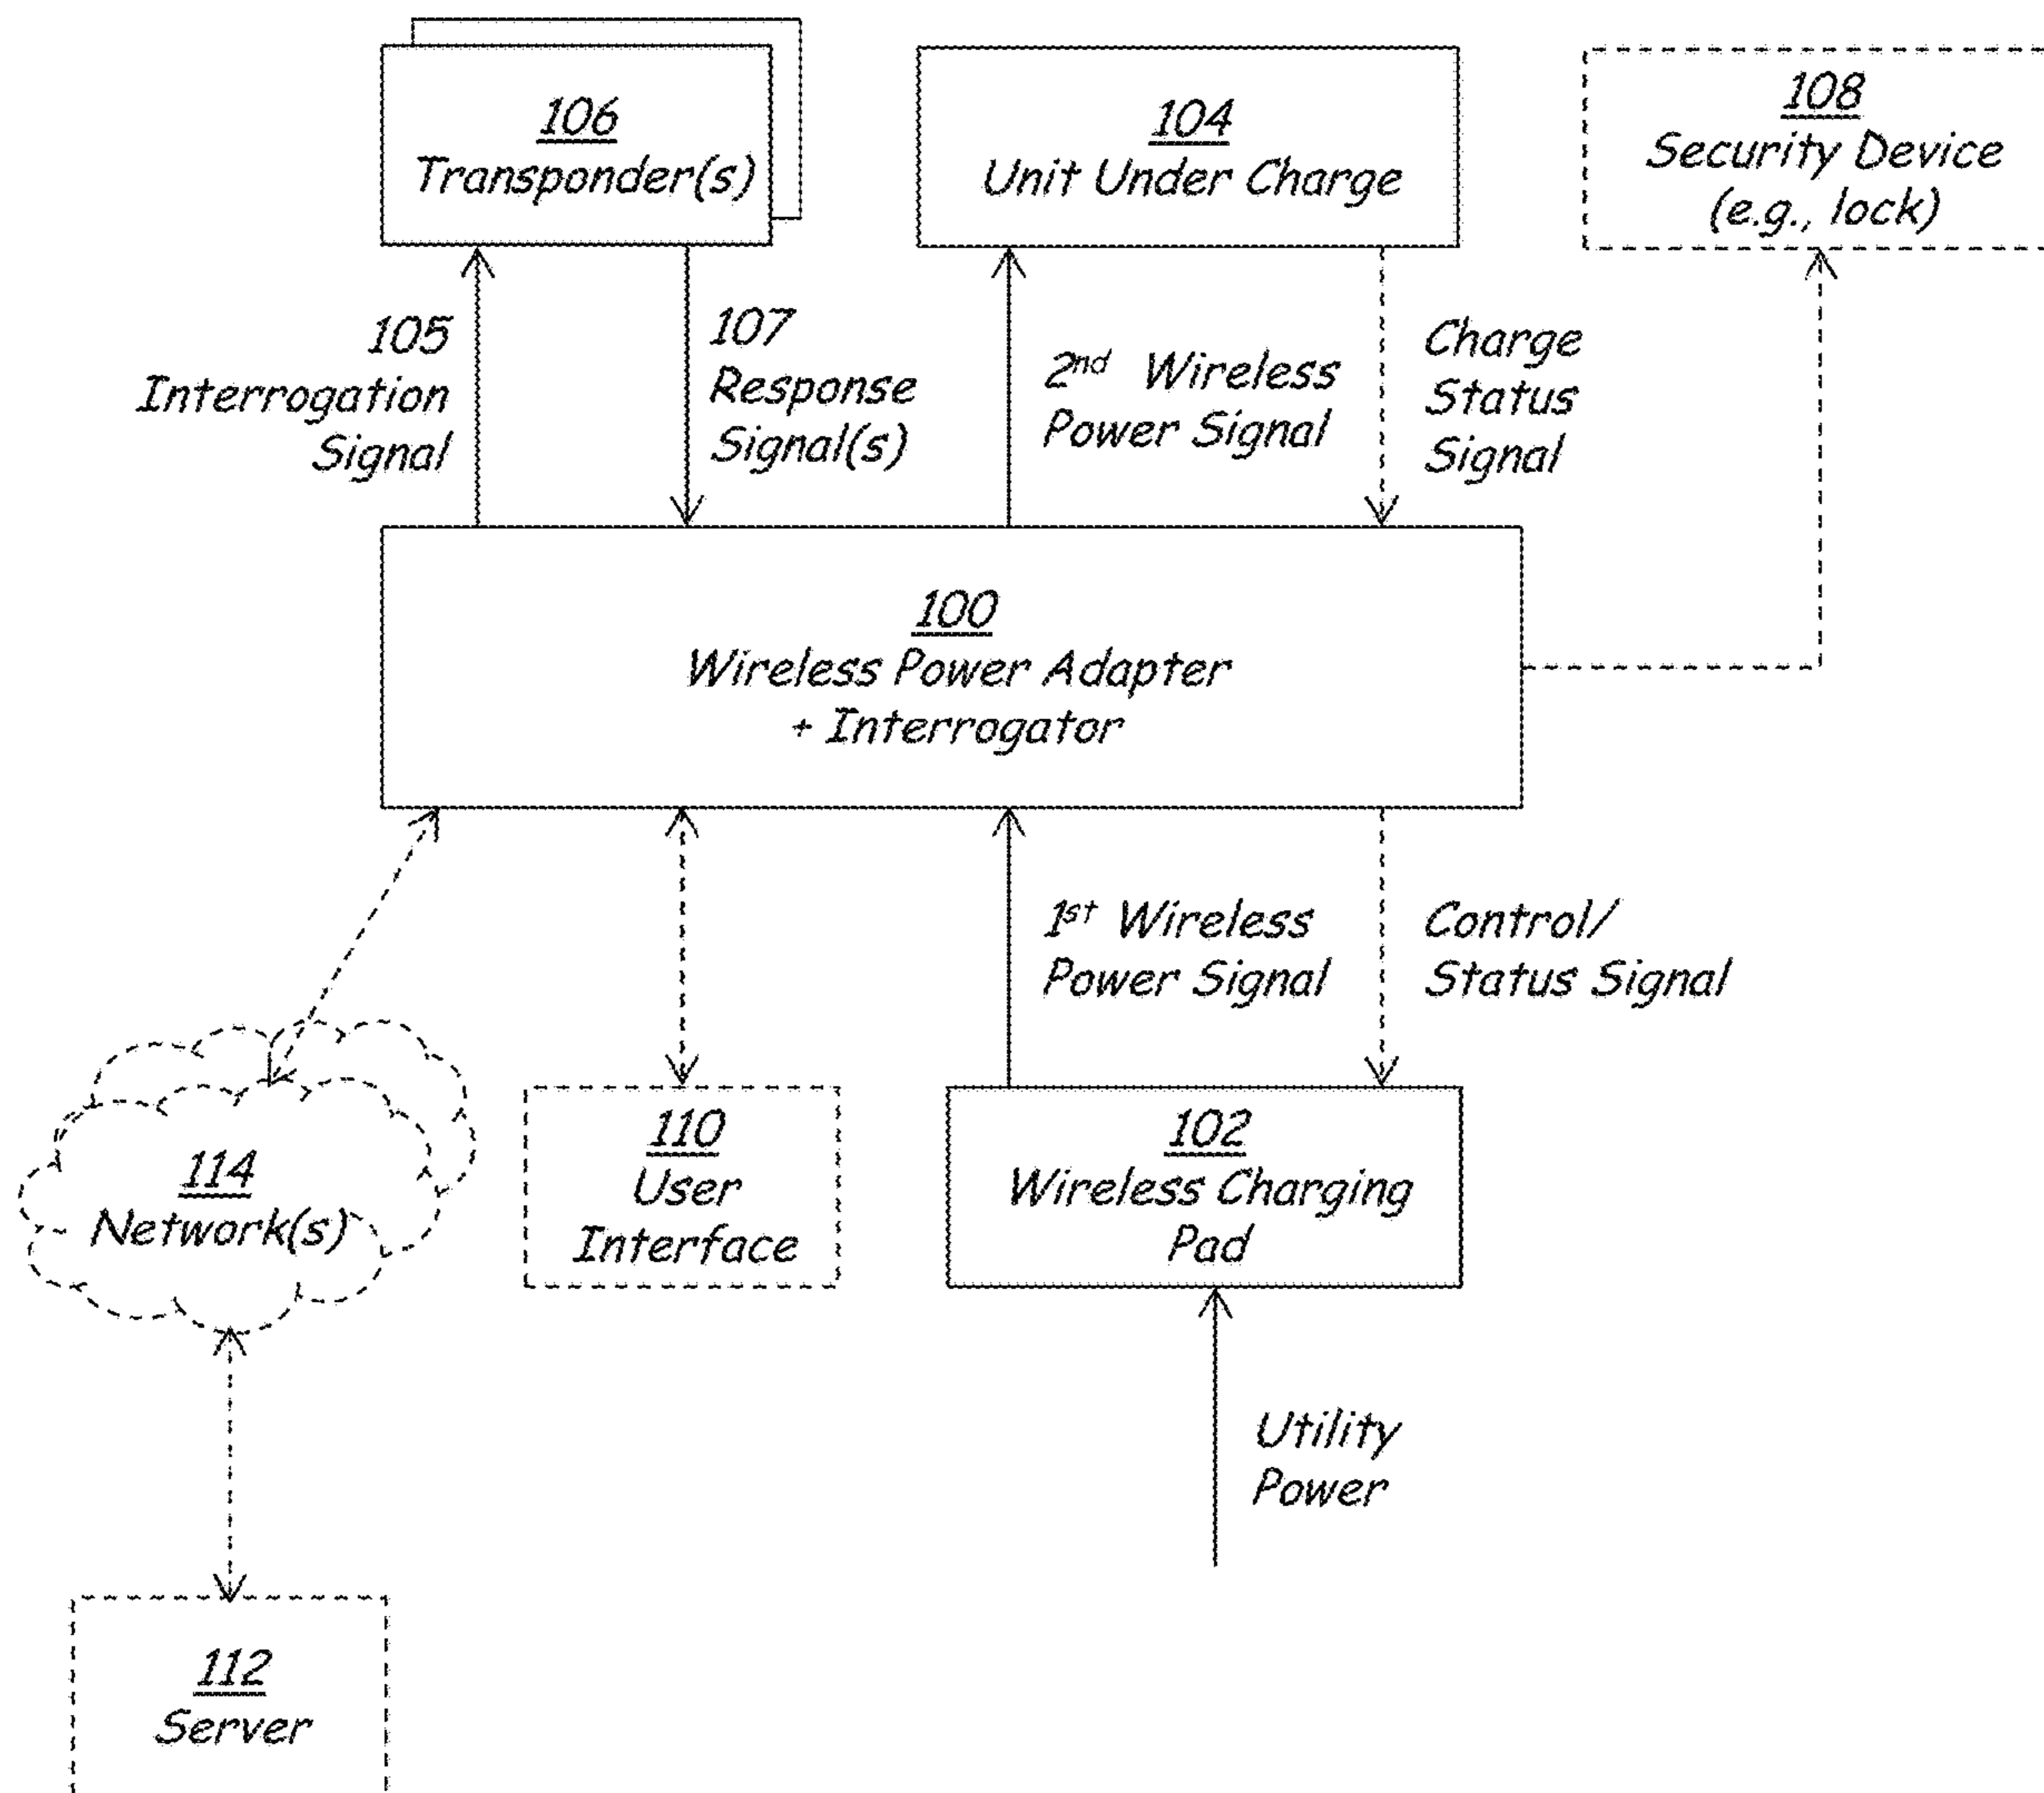 106
Transponder(s)
104
Unit Under Charge
108
Security Device
(e.g., lock)
105
Interrogation
Signal
107
Response
Signal(s)
2nd Wireless
Power Signal
Charge
Status
Signal
100
Wireless Power Adapter
+ Interrogator
1st Wireless
Power Signal
Control/
Status Signal
114
Network(s)
110
User
Interface
102
Wireless Charging
Pad
Utility
Power
112
Server